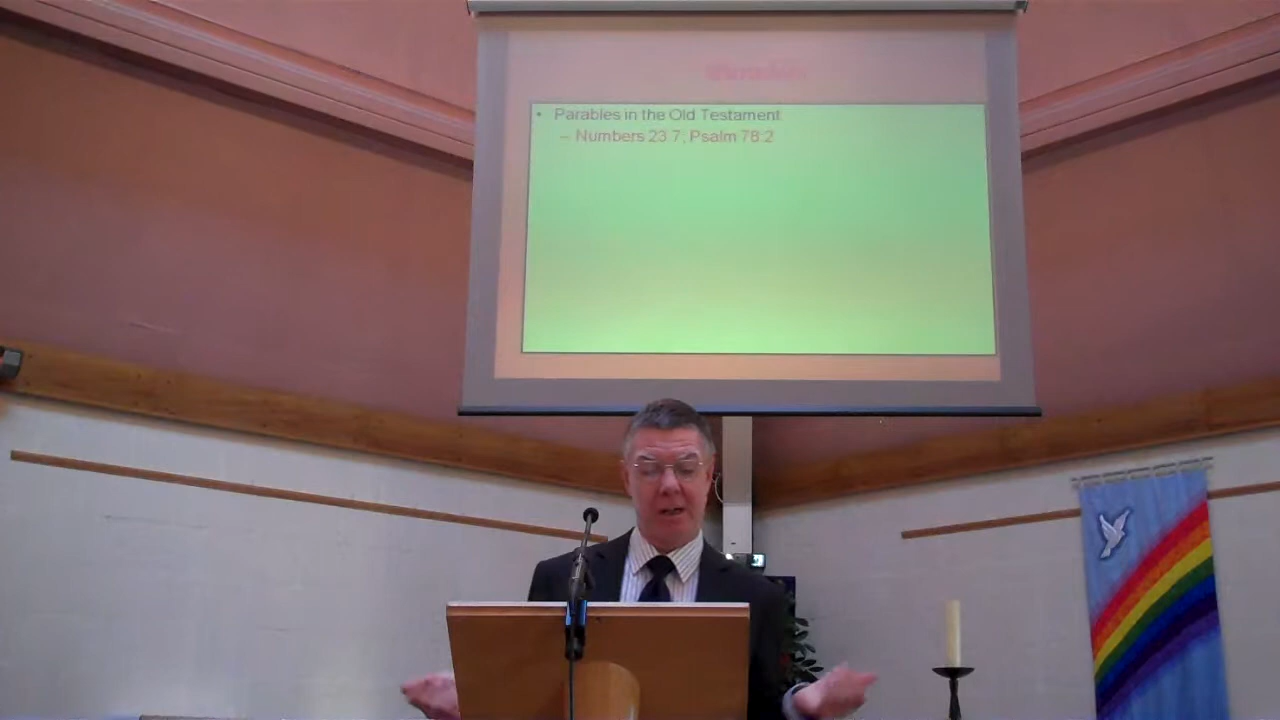 • Parables in the Old Testament
– Numbers 23:7, Psalm 78:2